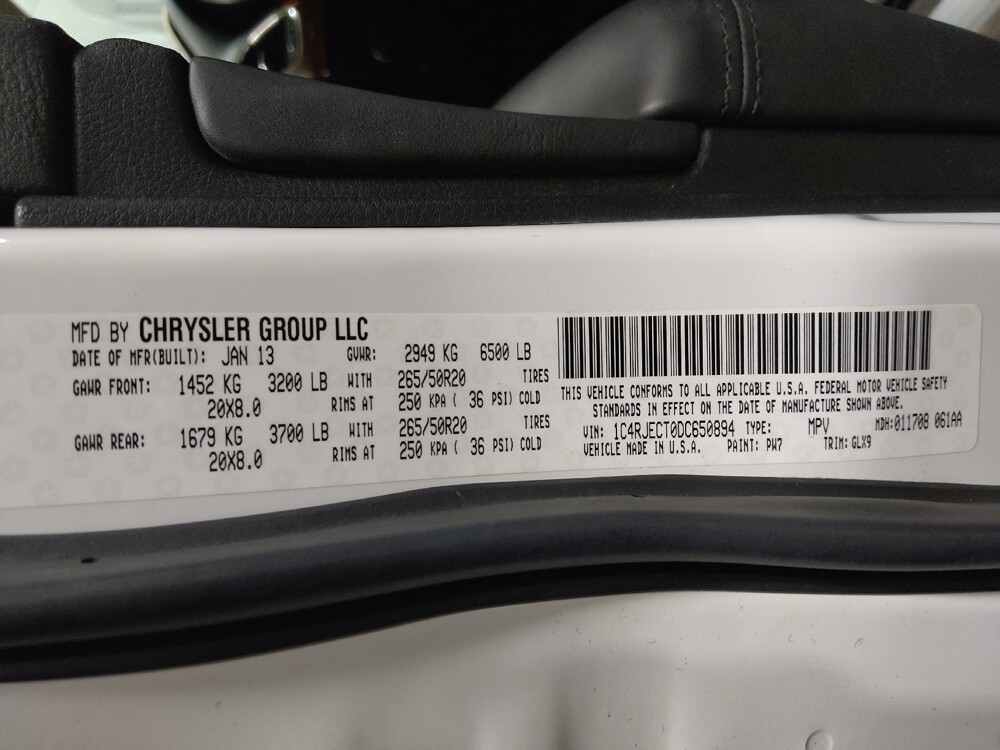 MFD BY CHRYSLER GROUP LLC
DATE OF MFR(BUILT): JAN 13 GVWR: 2949 KG 6500 LB
GAWR FRONT: 1452 KG 3200 LB WITH 265/50R20 TIRES
20X8.0 RIMS AT 250 KPA ( 36 PSI) COLD
GAWR REAR: 1679 KG 3700 LB WITH 265/50R20 TIRES
20X8.0 RIMS AT 250 KPA ( 36 PSI) COLD
THIS VEHICLE CONFORMS TO ALL APPLICABLE U.S.A. FEDERAL MOTOR VEHICLE SAFETY
STANDARDS IN EFFECT ON THE DATE OF MANUFACTURE SHOWN ABOVE.
VIN: 1C4RJECT0DC650894 TYPE: MPV MDH:011708 061AA
VEHICLE MADE IN U.S.A. PAINT: PW7 TRIM: GLX9